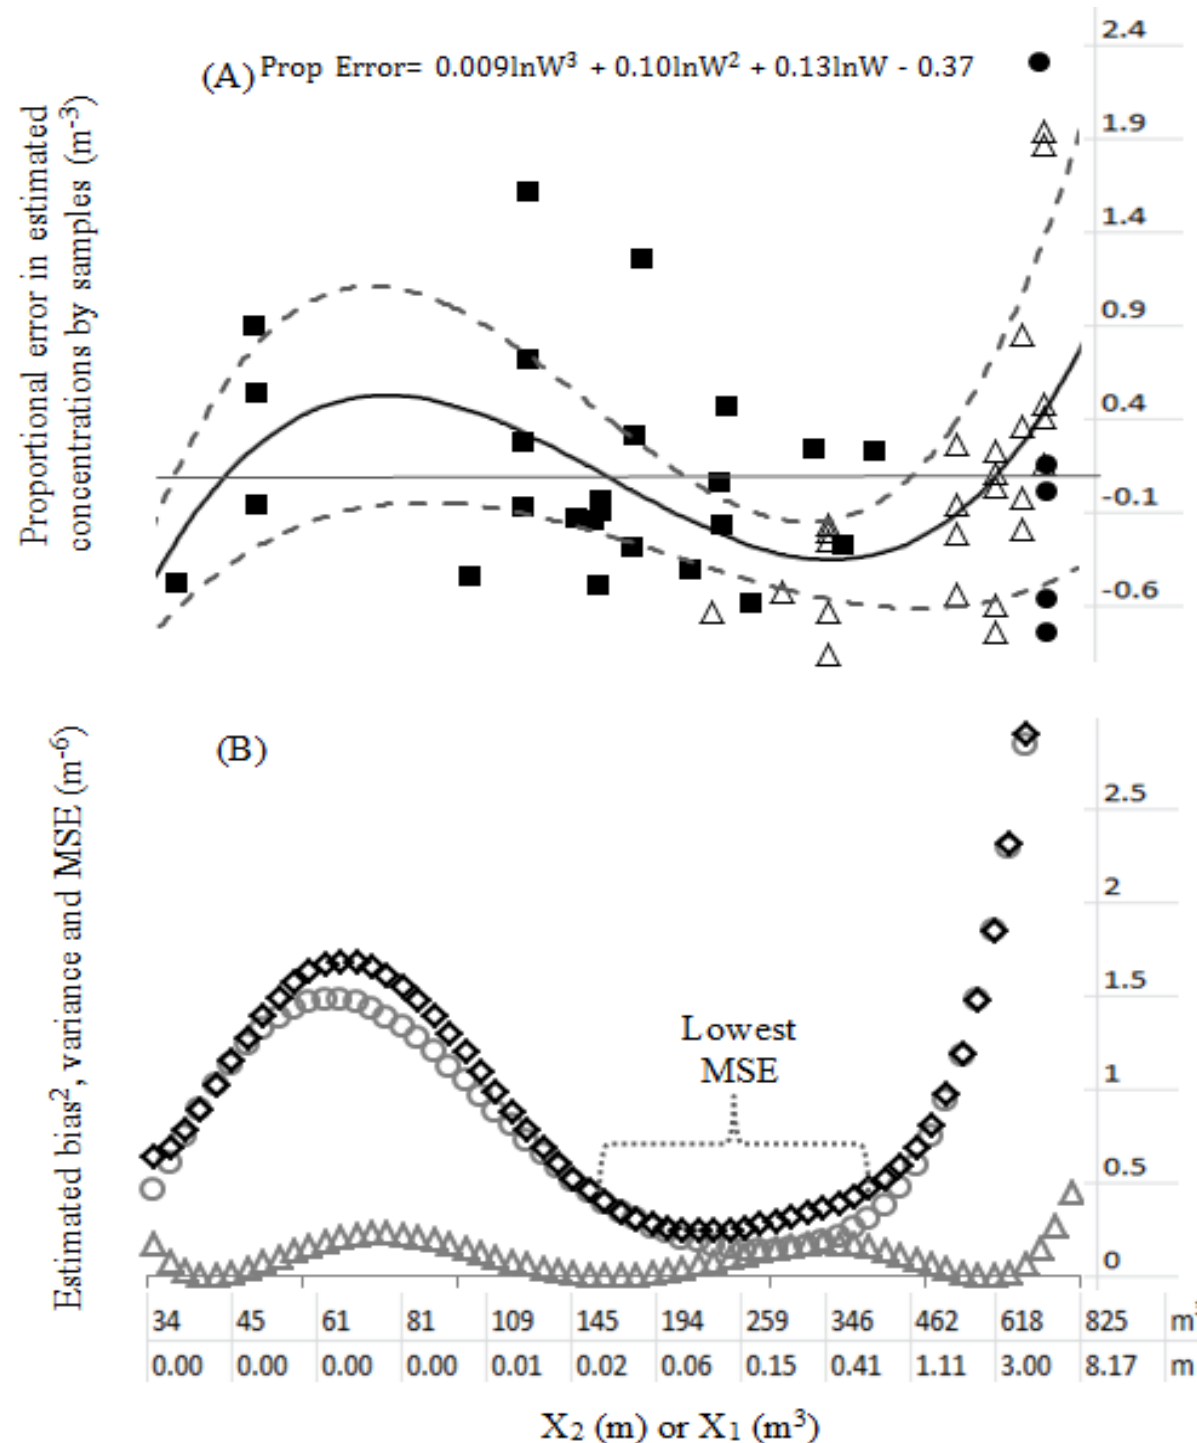 2.4
(A) Prop Error= 0.009lnW³ + 0.10lnW² + 0.13lnW - 0.37
1.9
1.4
0.9
0.4
-0.1
-0.6
Proportional error in estimated
concentrations by samples (m⁻³)
(B)
2.5
2
1.5
Lowest
MSE
1
0.5
0
Estimated bias², variance and MSE (m⁻⁶)
34 45 61 81 109 145 194 259 346 462 618 825 m³
0.00 0.00 0.00 0.00 0.01 0.02 0.06 0.15 0.41 1.11 3.00 8.17 m
X₂ (m) or X₁ (m³)